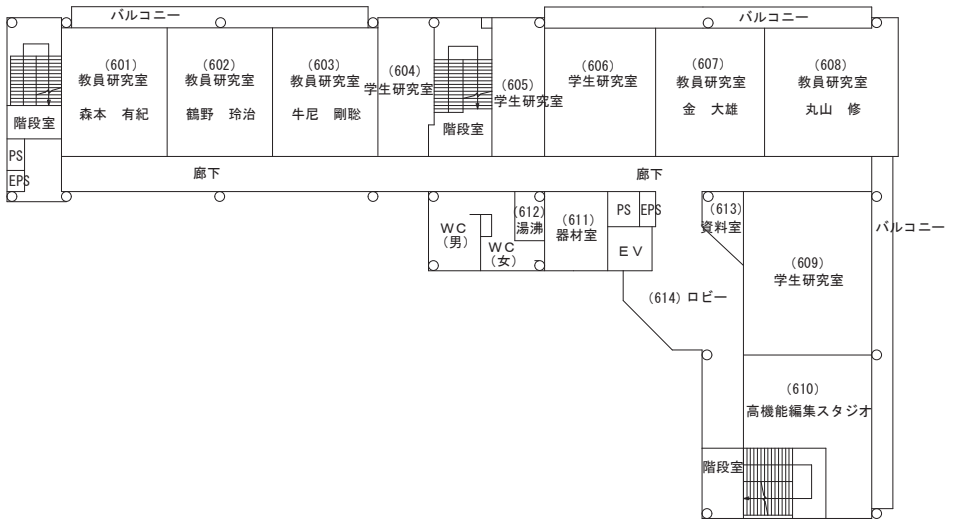 バルコニー
バルコニー
(601)
教員研究室
森本 有紀
(602)
教員研究室
鶴野 玲治
(603)
教員研究室
牛尼 剛聡
(604)
学生研究室
階段室
(605)
学生研究室
(606)
学生研究室
(607)
教員研究室
金 大雄
(608)
教員研究室
丸山 修
階段室
PS
EPS
廊下
廊下
WC
(男)
WC
(女)
(612)
湯沸
(611)
器材室
PS
EPS
EV
(613)
資料室
バルコニー
(609)
学生研究室
(614) ロビー
(610)
高機能編集スタジオ
階段室